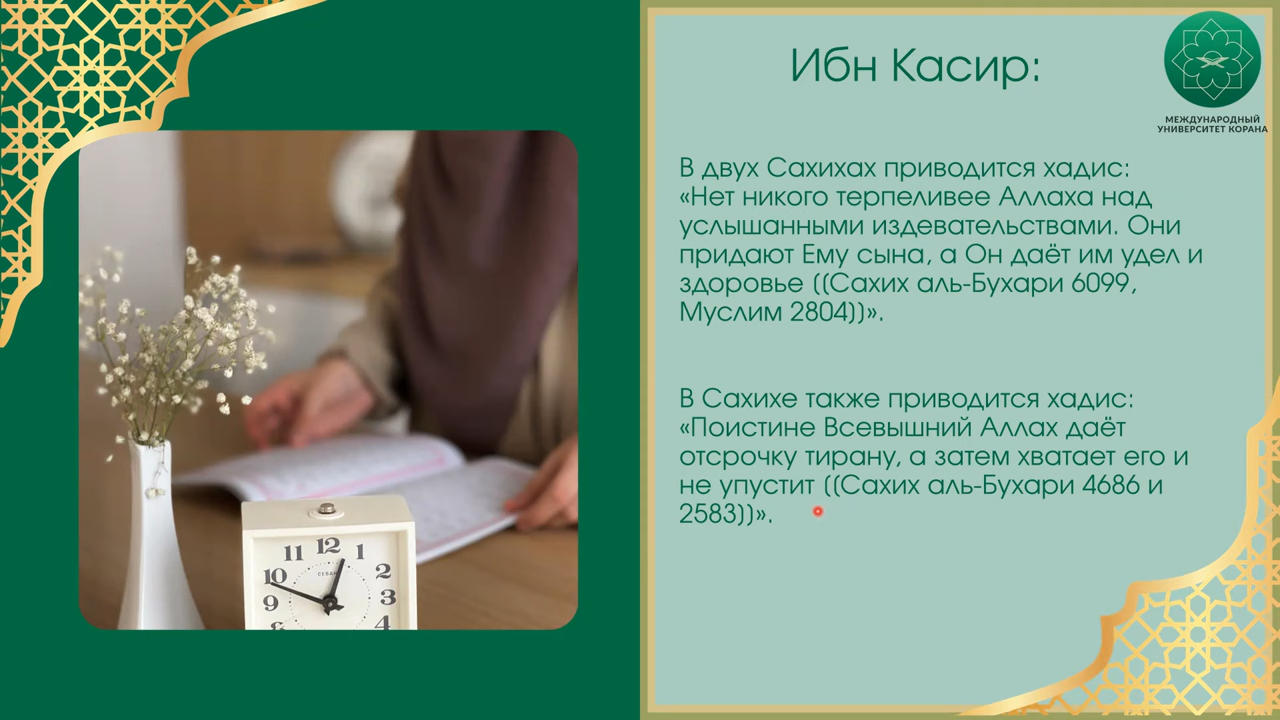 Ибн Касир:
МЕЖДУНАРОДНЫЙ
УНИВЕРСИТЕТ КОРАНА
В двух Сахихах приводится хадис:
«Нет никого терпеливее Аллаха над
услышанными издевательствами. Они
придают Ему сына, а Он даёт им удел и
здоровье ((Сахих аль-Бухари 6099,
Муслим 2804))».
В Сахихе также приводится хадис:
«Поистине Всевышний Аллах даёт
отсрочку тирану, а затем хватает его и
не упустит ((Сахих аль-Бухари 4686 и
2583))».
11 12 1
10 2
9 3
4